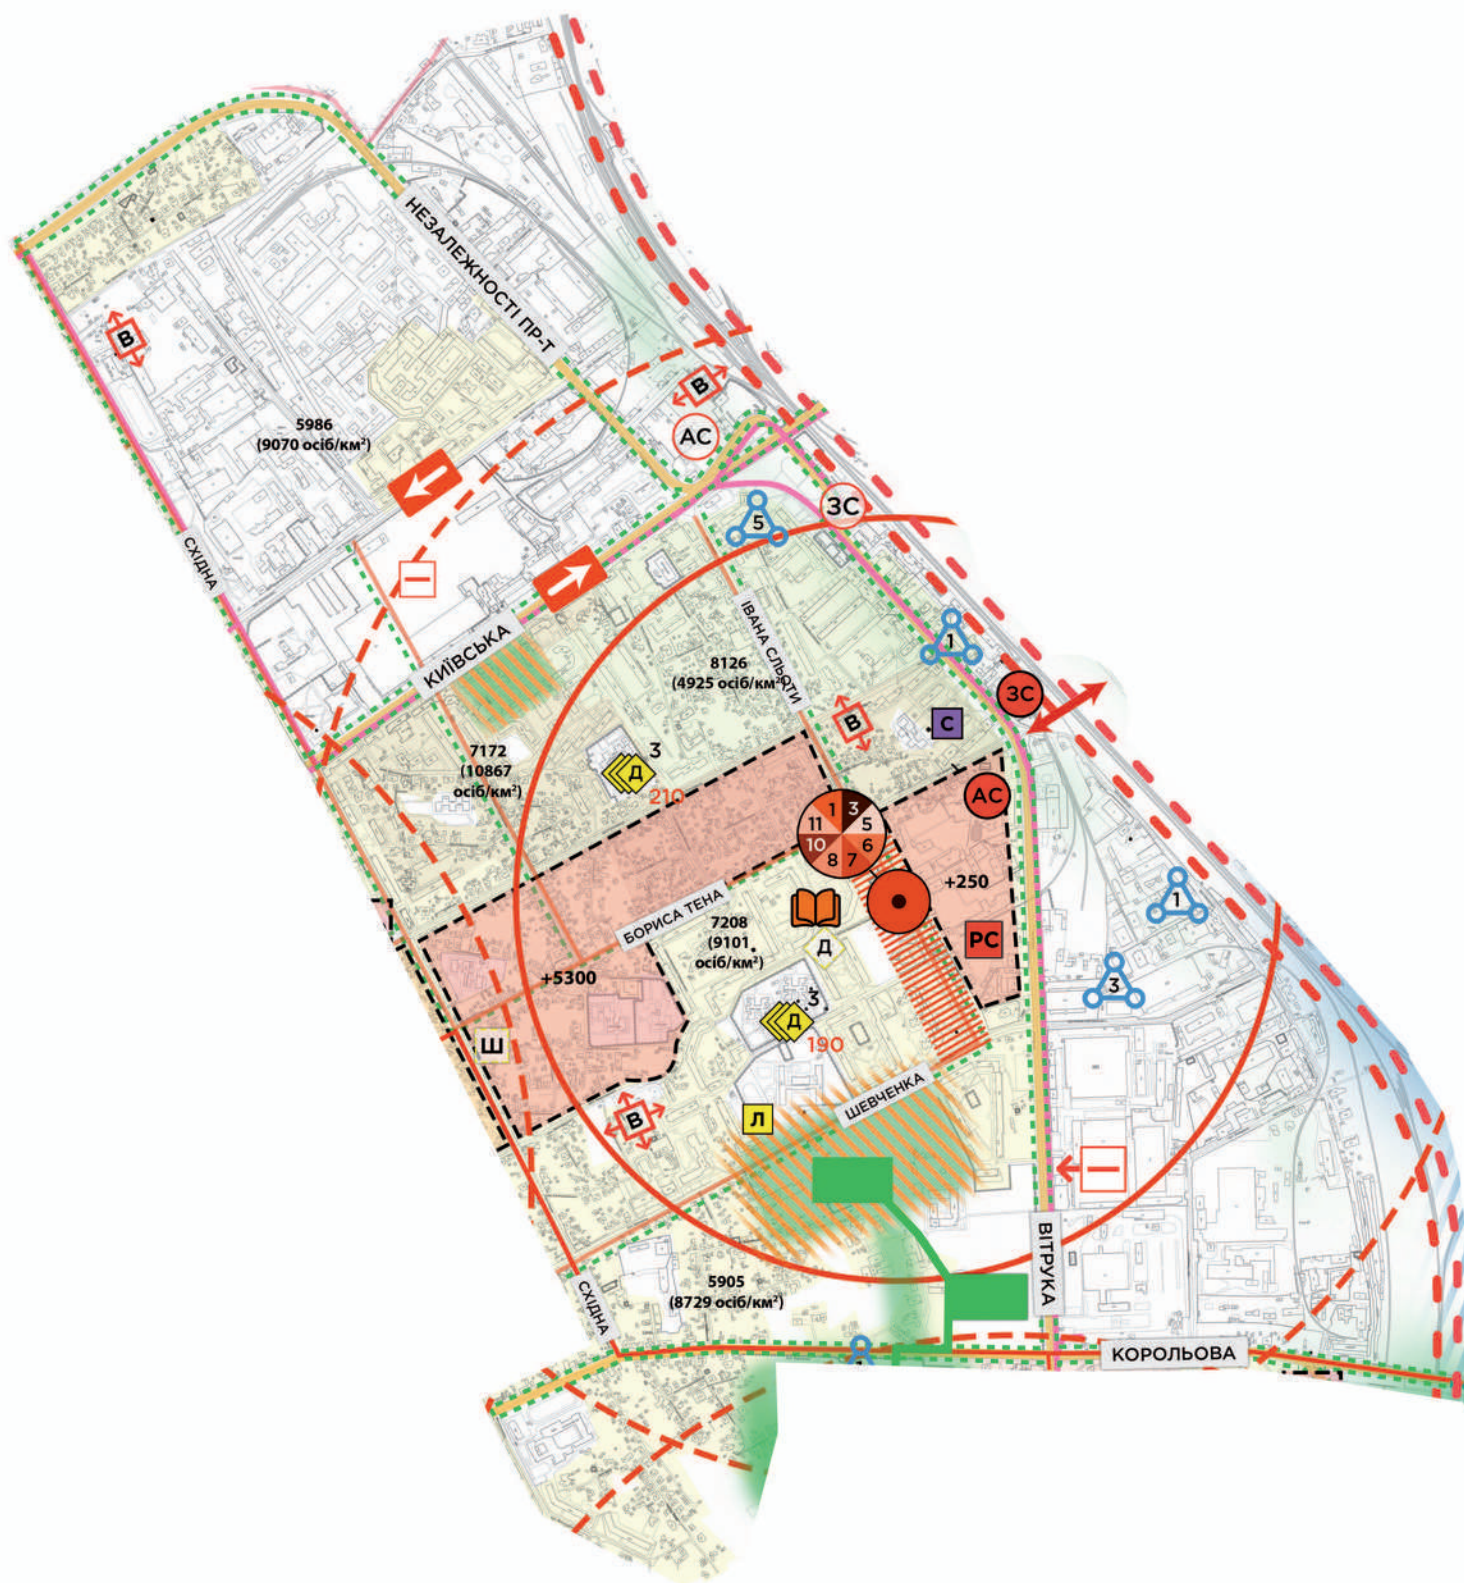 НЕЗАЛЕЖНОСТІ ПР-Т
В
В
АС
5986
(9070 осіб/км²)
СХІДНА
ЗС
5
КИЇВСЬКА
ІВАНА СЛЬОТИ
1
8126
(4925 осіб/км²)
ЗС
В
С
7172
(10867
осіб/км²)
3
Д
210
АС
1
3
5
6
7
8
10
11
+250
БОРИСА ТЕНА
7208
(9101
осіб/км²)
Д
РС
1
3
+5300
3
Д
190
Ш
В
Л
ШЕВЧЕНКА
ВІТРУКА
5905
(8729 осіб/км²)
СХІДНА
КОРОЛЬОВА